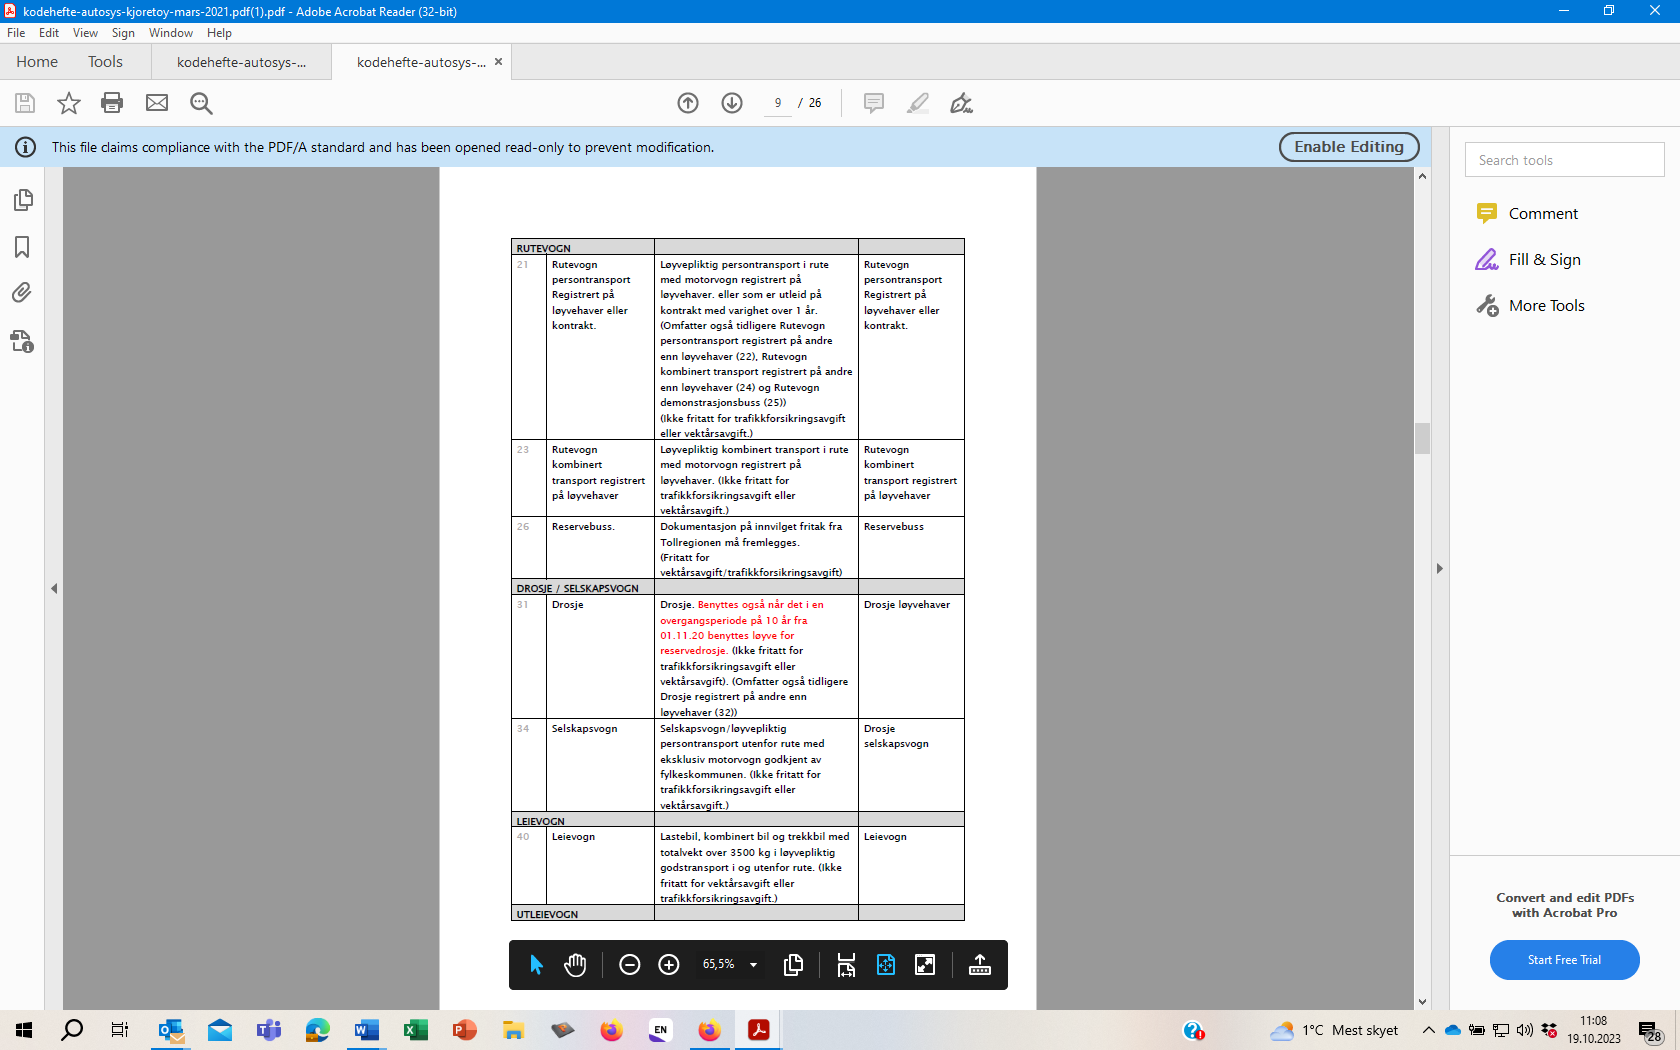 kodehefte-autosys-kjoretoy-mars-2021.pdf(1).pdf - Adobe Acrobat Reader (32-bit)
File Edit View Sign Window Help
Home Tools kodehefte-autosys-... kodehefte-autosys-...
9 / 26
This file claims compliance with the PDF/A standard and has been opened read-only to prevent modification.
Enable Editing
Search tools
Comment
Fill & Sign
More Tools
Convert and edit PDFs
with Acrobat Pro
Start Free Trial
RUTEVOGN
21
Rutevogn
persontransport
Registrert på
løyvehaver eller
kontrakt.
Løyvepliktig persontransport i rute
med motorvogn registrert på
løyvehaver. eller som er utleid på
kontrakt med varighet over 1 år.
(Omfatter også tidligere Rutevogn
persontransport registrert på andre
enn løyvehaver (22), Rutevogn
kombinert transport registrert på andre
enn løyvehaver (24) og Rutevogn
demonstrasjonsbuss (25))
(Ikke fritatt for trafikkforsikringsavgift
eller vektårsavgift.)
Rutevogn
persontransport
Registrert på
løyvehaver eller
kontrakt.
23
Rutevogn
kombinert
transport registrert
på løyvehaver
Løyvepliktig kombinert transport i rute
med motorvogn registrert på
løyvehaver. (Ikke fritatt for
trafikkforsikringsavgift eller
vektårsavgift.)
Rutevogn
kombinert
transport registrert
på løyvehaver
26
Reservebuss.
Dokumentasjon på innvilget fritak fra
Tollregionen må fremlegges.
(Fritatt for
vektårsavgift/trafikkforsikringsavgift)
Reservebuss
DROSJE / SELSKAPSVOGN
31
Drosje
Drosje. Benyttes også når det i en
overgangsperiode på 10 år fra
01.11.20 benyttes løyve for
reservedrosje. (Ikke fritatt for
trafikkforsikringsavgift eller
vektårsavgift). (Omfatter også tidligere
Drosje registrert på andre enn
løyvehaver (32))
Drosje løyvehaver
34
Selskapsvogn
Selskapsvogn/løyvepliktig
persontransport utenfor rute med
eksklusiv motorvogn godkjent av
fylkeskommunen. (Ikke fritatt for
trafikkforsikringsavgift eller
vektårsavgift.)
Drosje
selskapsvogn
LEIEVOGN
40
Leievogn
Lastebil, kombinert bil og trekkbil med
totalvekt over 3500 kg i løyvepliktig
godstransport i og utenfor rute. (Ikke
fritatt for vektårsavgift eller
trafikkforsikringsavgift.)
Leievogn
UTLEIEVOGN
65,5%
EN
1°C Mest skyet
11:08
19.10.2023
28